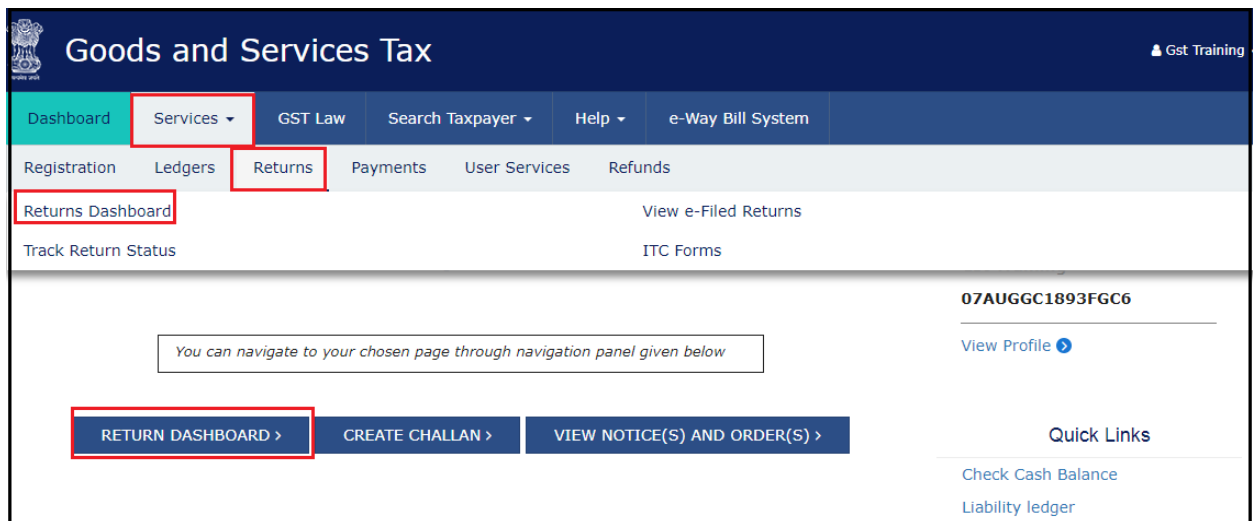 Goods and Services Tax
Gst Training
Dashboard Services GST Law Search Taxpayer Help e-Way Bill System
Registration Ledgers Returns Payments User Services Refunds
Returns Dashboard View e-Filed Returns
Track Return Status ITC Forms
07AUGGC1893FGC6
You can navigate to your chosen page through navigation panel given below
View Profile
RETURN DASHBOARD > CREATE CHALLAN > VIEW NOTICE(S) AND ORDER(S) >
Quick Links
Check Cash Balance
Liability ledger